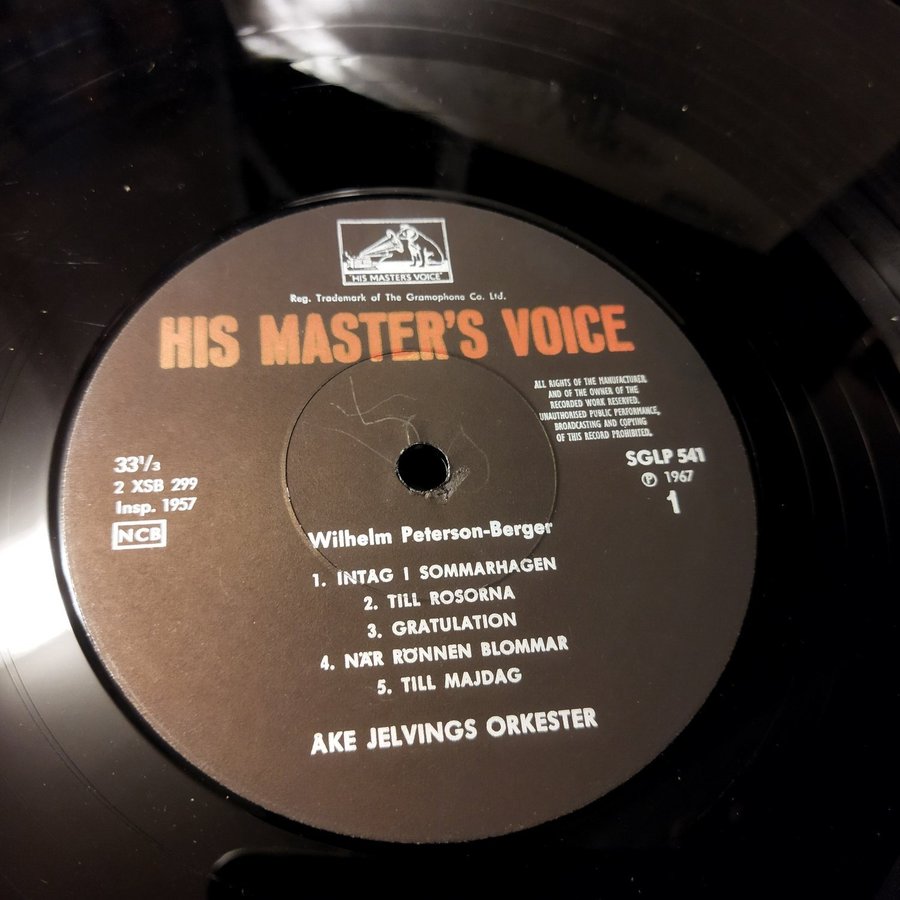 "HIS MASTER'S VOICE"
Reg. Trademark of The Gramophone Co. Ltd.
HIS MASTER'S VOICE
ALL RIGHTS OF THE MANUFACTURER
AND OF THE OWNER OF THE
RECORDED WORK RESERVED.
UNAUTHORISED PUBLIC PERFORMANCE,
BROADCASTING AND COPYING
OF THIS RECORD PROHIBITED.
33⅓
2 XSB 299
Insp. 1957
NCB
SGLP 541
℗ 1967
1
Wilhelm Peterson-Berger
1. INTAG I SOMMARHAGEN
2. TILL ROSORNA
3. GRATULATION
4. NÄR RÖNNEN BLOMMAR
5. TILL MAJDAG
ÅKE JELVINGS ORKESTER